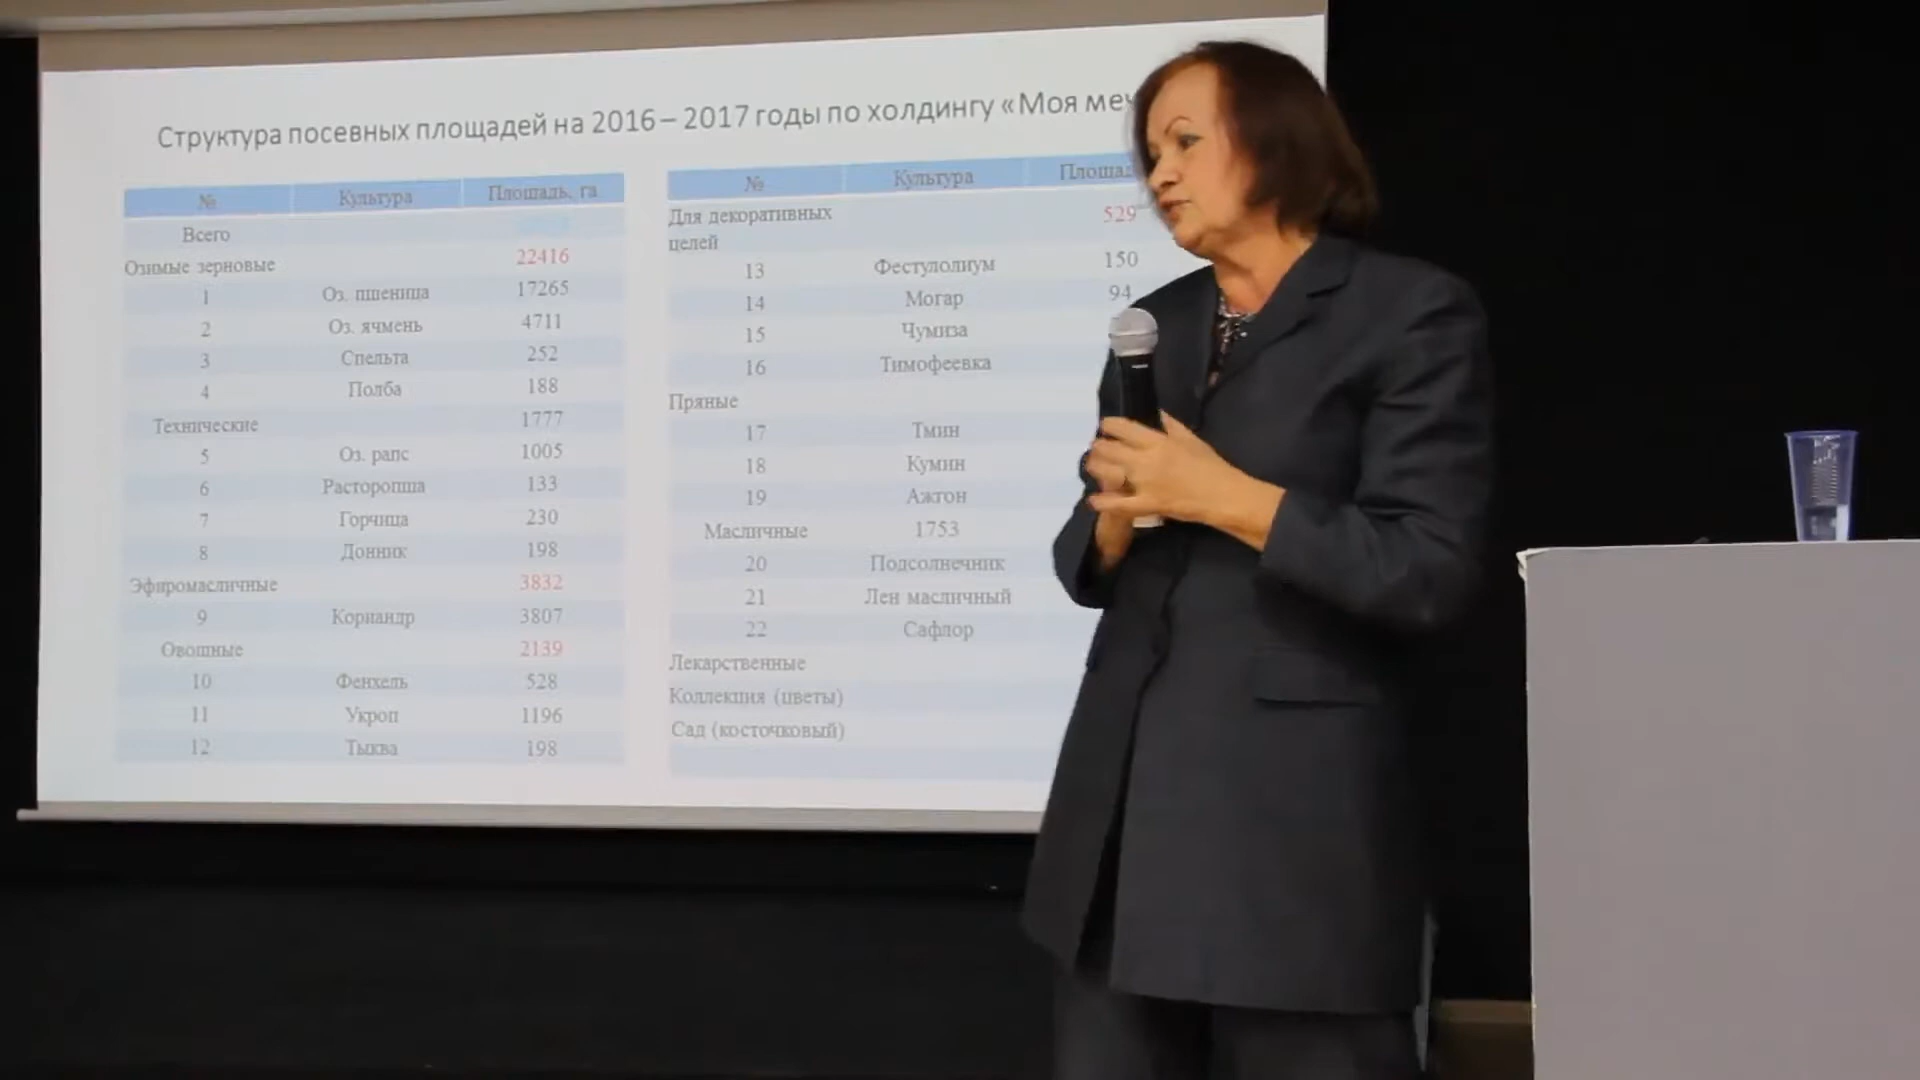 Структура посевных площадей на 2016 – 2017 годы по холдингу «Моя меч
№ Культура Площадь, га
Всего
Озимые зерновые 22416
1 Оз. пшеница 17265
2 Оз. ячмень 4711
3 Спельта 252
4 Полба 188
Технические 1777
5 Оз. рапс 1005
6 Расторопша 133
7 Горчица 230
8 Донник 198
Эфиромасличные 3832
9 Кориандр 3807
Овощные 2139
10 Фенхель 528
11 Укроп 1196
12 Тыква 198
№ Культура Площад
Для декоративных 529
целей
13 Фестулолиум 150
14 Могар 94
15 Чумиза
16 Тимофеевка
Пряные
17 Тмин
18 Кумин
19 Ажгон
Масличные 1753
20 Подсолнечник
21 Лен масличный
22 Сафлор
Лекарственные
Коллекция (цветы)
Сад (косточковый)